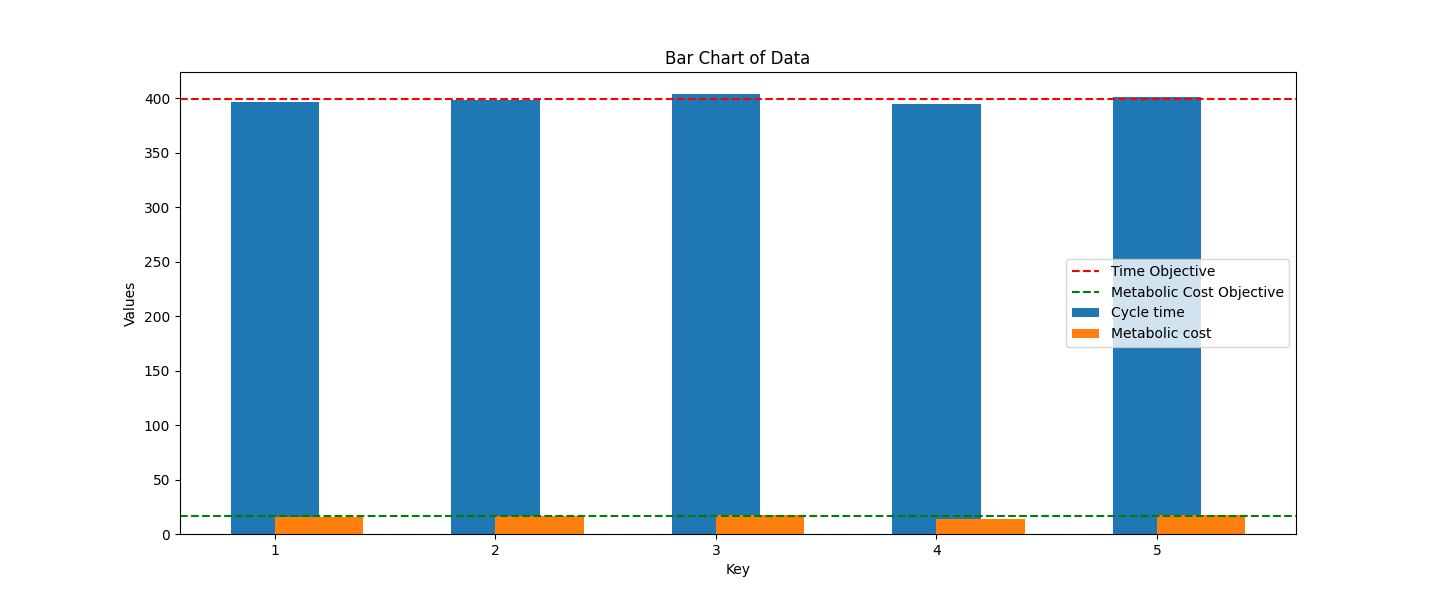 Bar Chart of Data
400
350
300
250
200
150
100
50
0
Values
Time Objective
Metabolic Cost Objective
Cycle time
Metabolic cost
1 2 3 4 5
Key